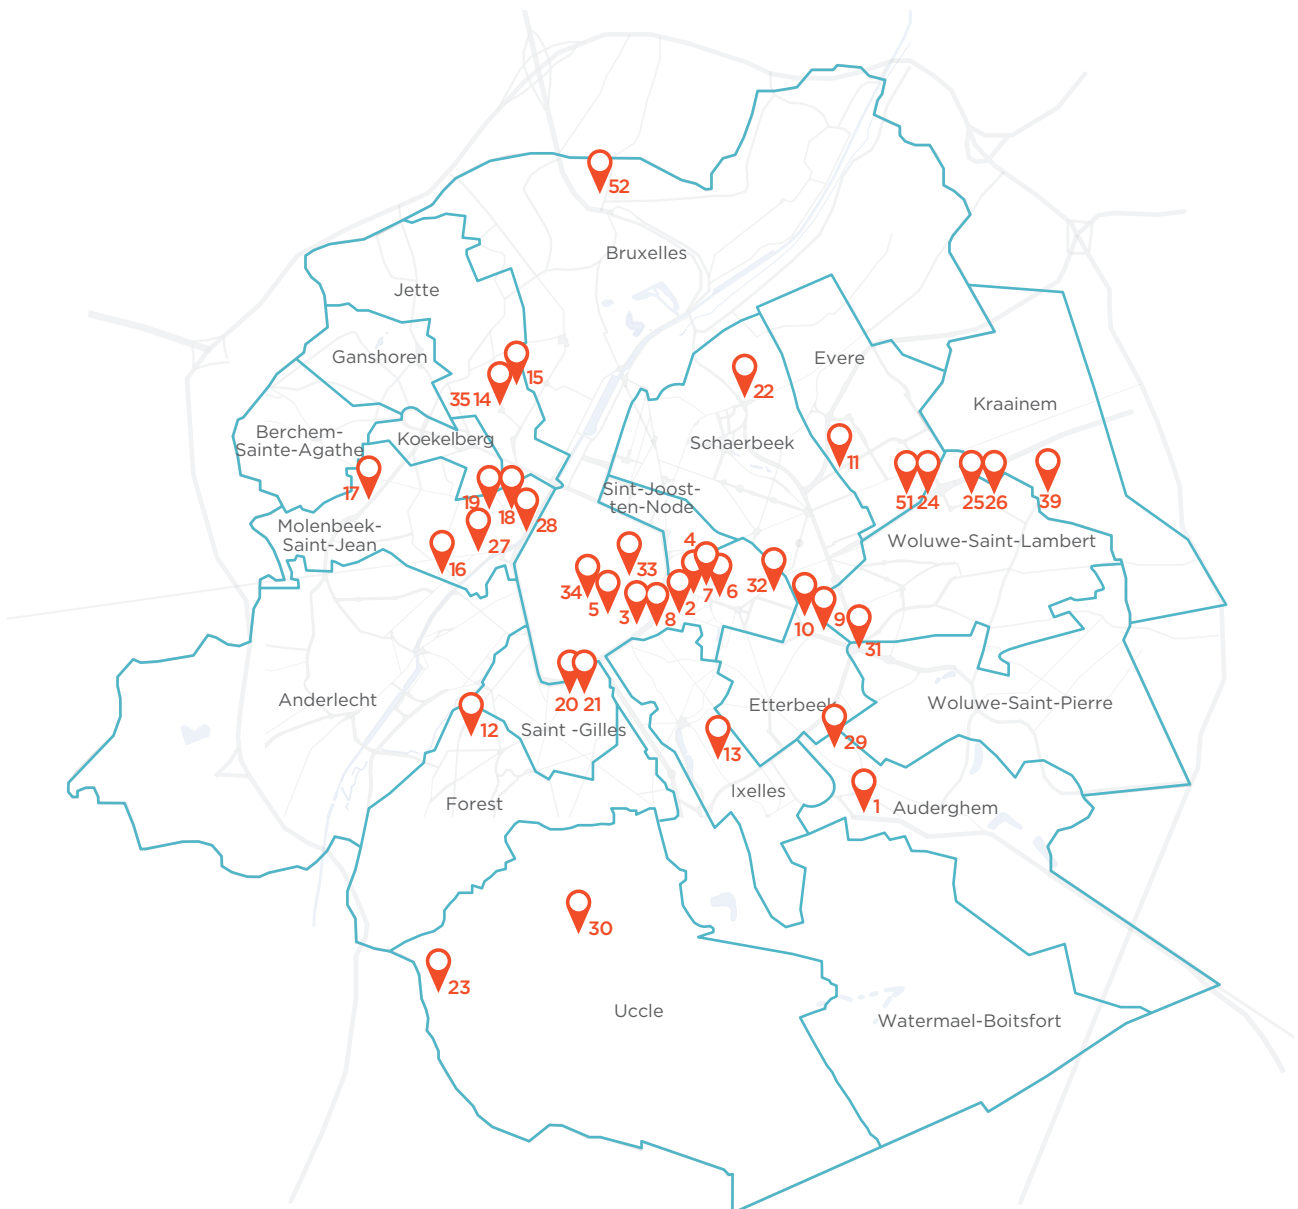 52
Bruxelles
Jette
Ganshoren
15
35 14
Evere
22
Kraainem
Berchem-
Sainte-Agathe
Koekelberg
Schaerbeek
11
17
19
18
28
Sint-Joost-
ten-Node
51 24
25 26
39
Molenbeek-
Saint-Jean
27
16
Woluwe-Saint-Lambert
4
33
34
5
3
8
2
7
6
32
10
9
31
Anderlecht
20 21
Saint -Gilles
12
Etterbeek
Woluwe-Saint-Pierre
29
13
Ixelles
Forest
1
Auderghem
30
23
Uccle
Watermael-Boitsfort